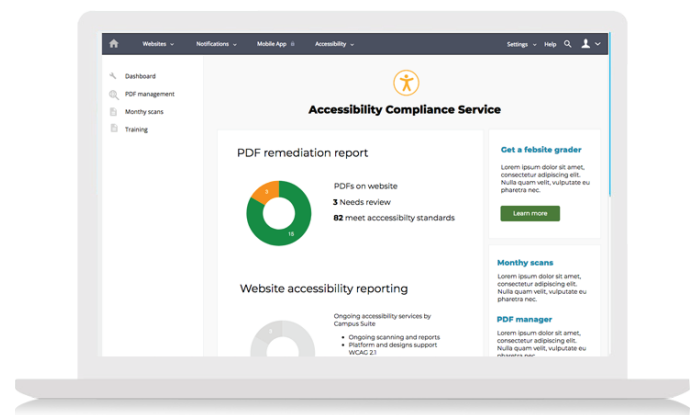 Websites
Notifications
Mobile App
Accessibility
Settings
Help
Dashboard
PDF management
Monthy scans
Training
Accessibility Compliance Service
PDF remediation report
3
15
PDFs on website
3 Needs review
82 meet acccessibilty standards
Website accessibility reporting
3
Ongoing accessibility services by
Campus Suite
Ongoing scanning and reports
Platform and designs support
WCAG 2.1
Get a febsite grader
Lorem ipsum dolor sit amet,
consectetur adipiscing elit.
Nulla quam velit, vulputate eu
pharetra nec.
Learn more
Monthy scans
Lorem ipsum dolor sit amet,
consectetur adipiscing elit.
Nulla quam velit, vulputate eu
pharetra nec.
PDF manager
Lorem ipsum dolor sit amet,
consectetur adipiscing elit.
Nulla quam velit, vulputate eu
pharetra nec.